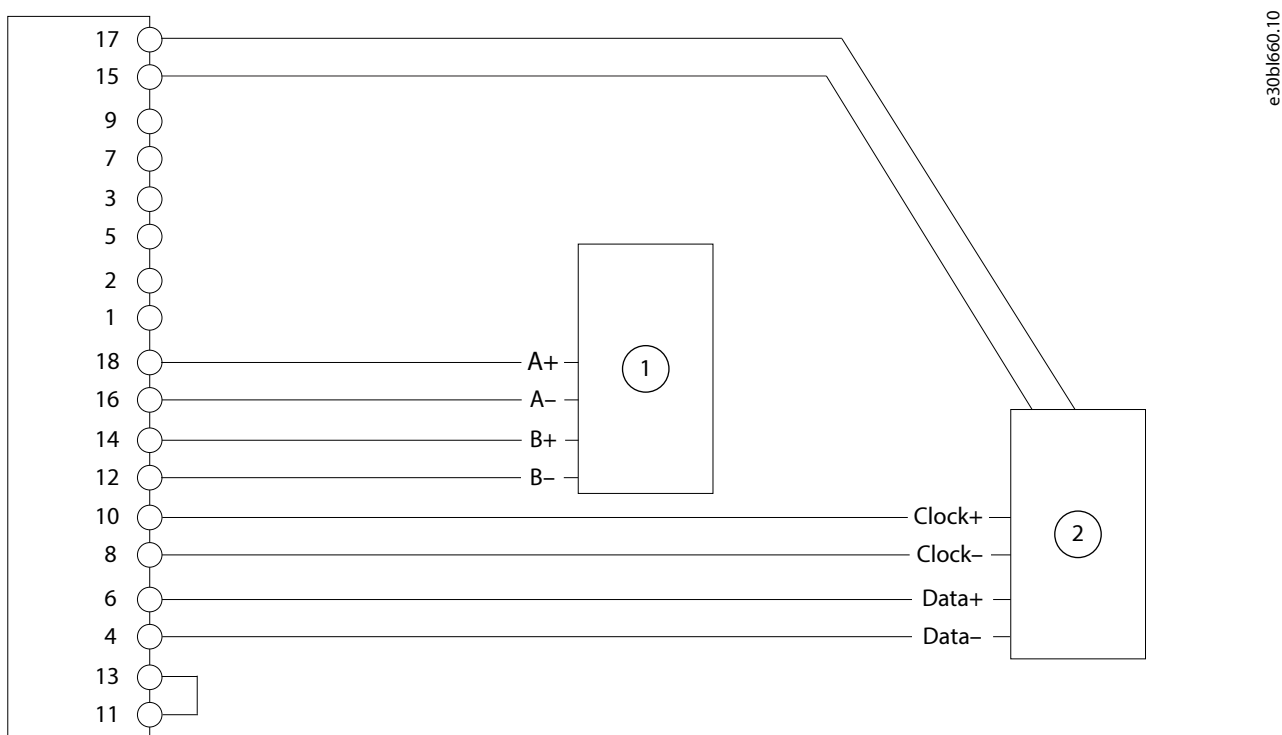 e30bl660.10
17
15
9
7
3
5
2
1
18 A+
16 A–
1
14 B+
12 B–
10 Clock+
2
8 Clock–
6 Data+
4 Data–
13
11